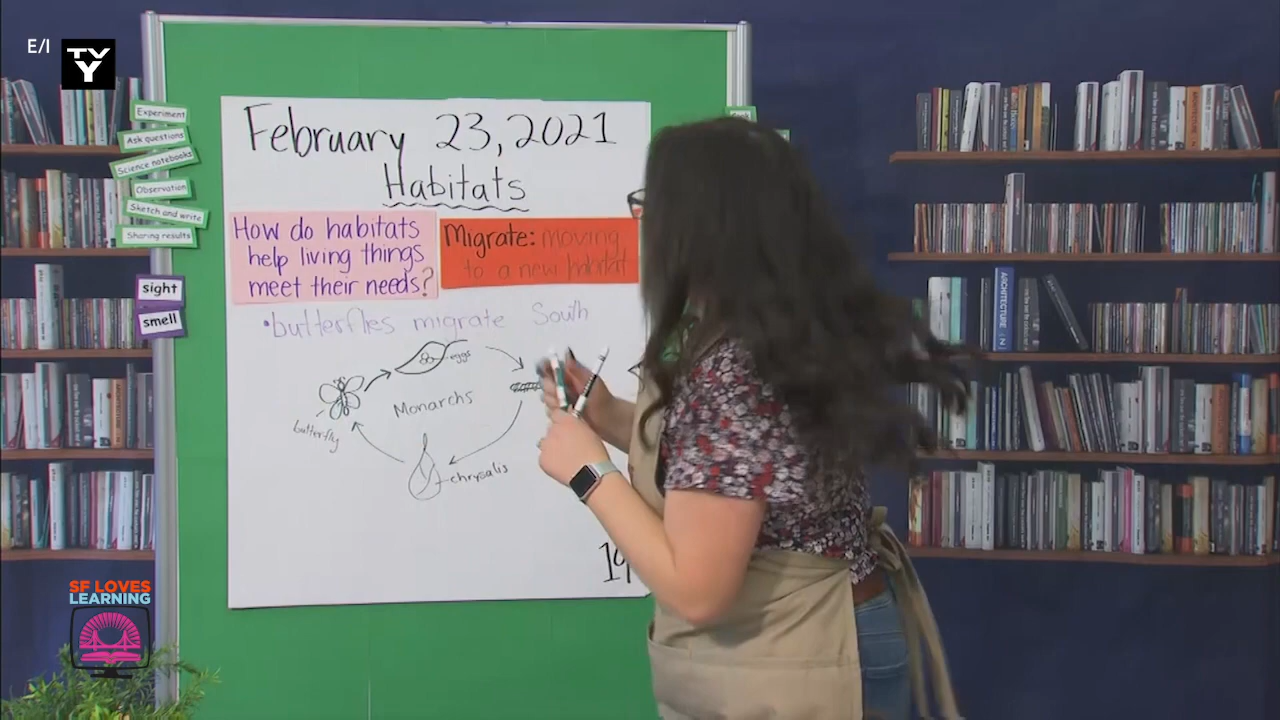 E/I
TV
Y
Experiment
Ask questions
Science notebooks
Observation
Sketch and write
Sharing results
sight
smell
February 23, 2021
Habitats
How do habitats
help living things
meet their needs?
Migrate: moving
to a new habitat
•butterflies migrate South
eggs
Monarchs
butterfly
chrysalis
19
ARCHITECTURE
SF LOVES
LEARNING